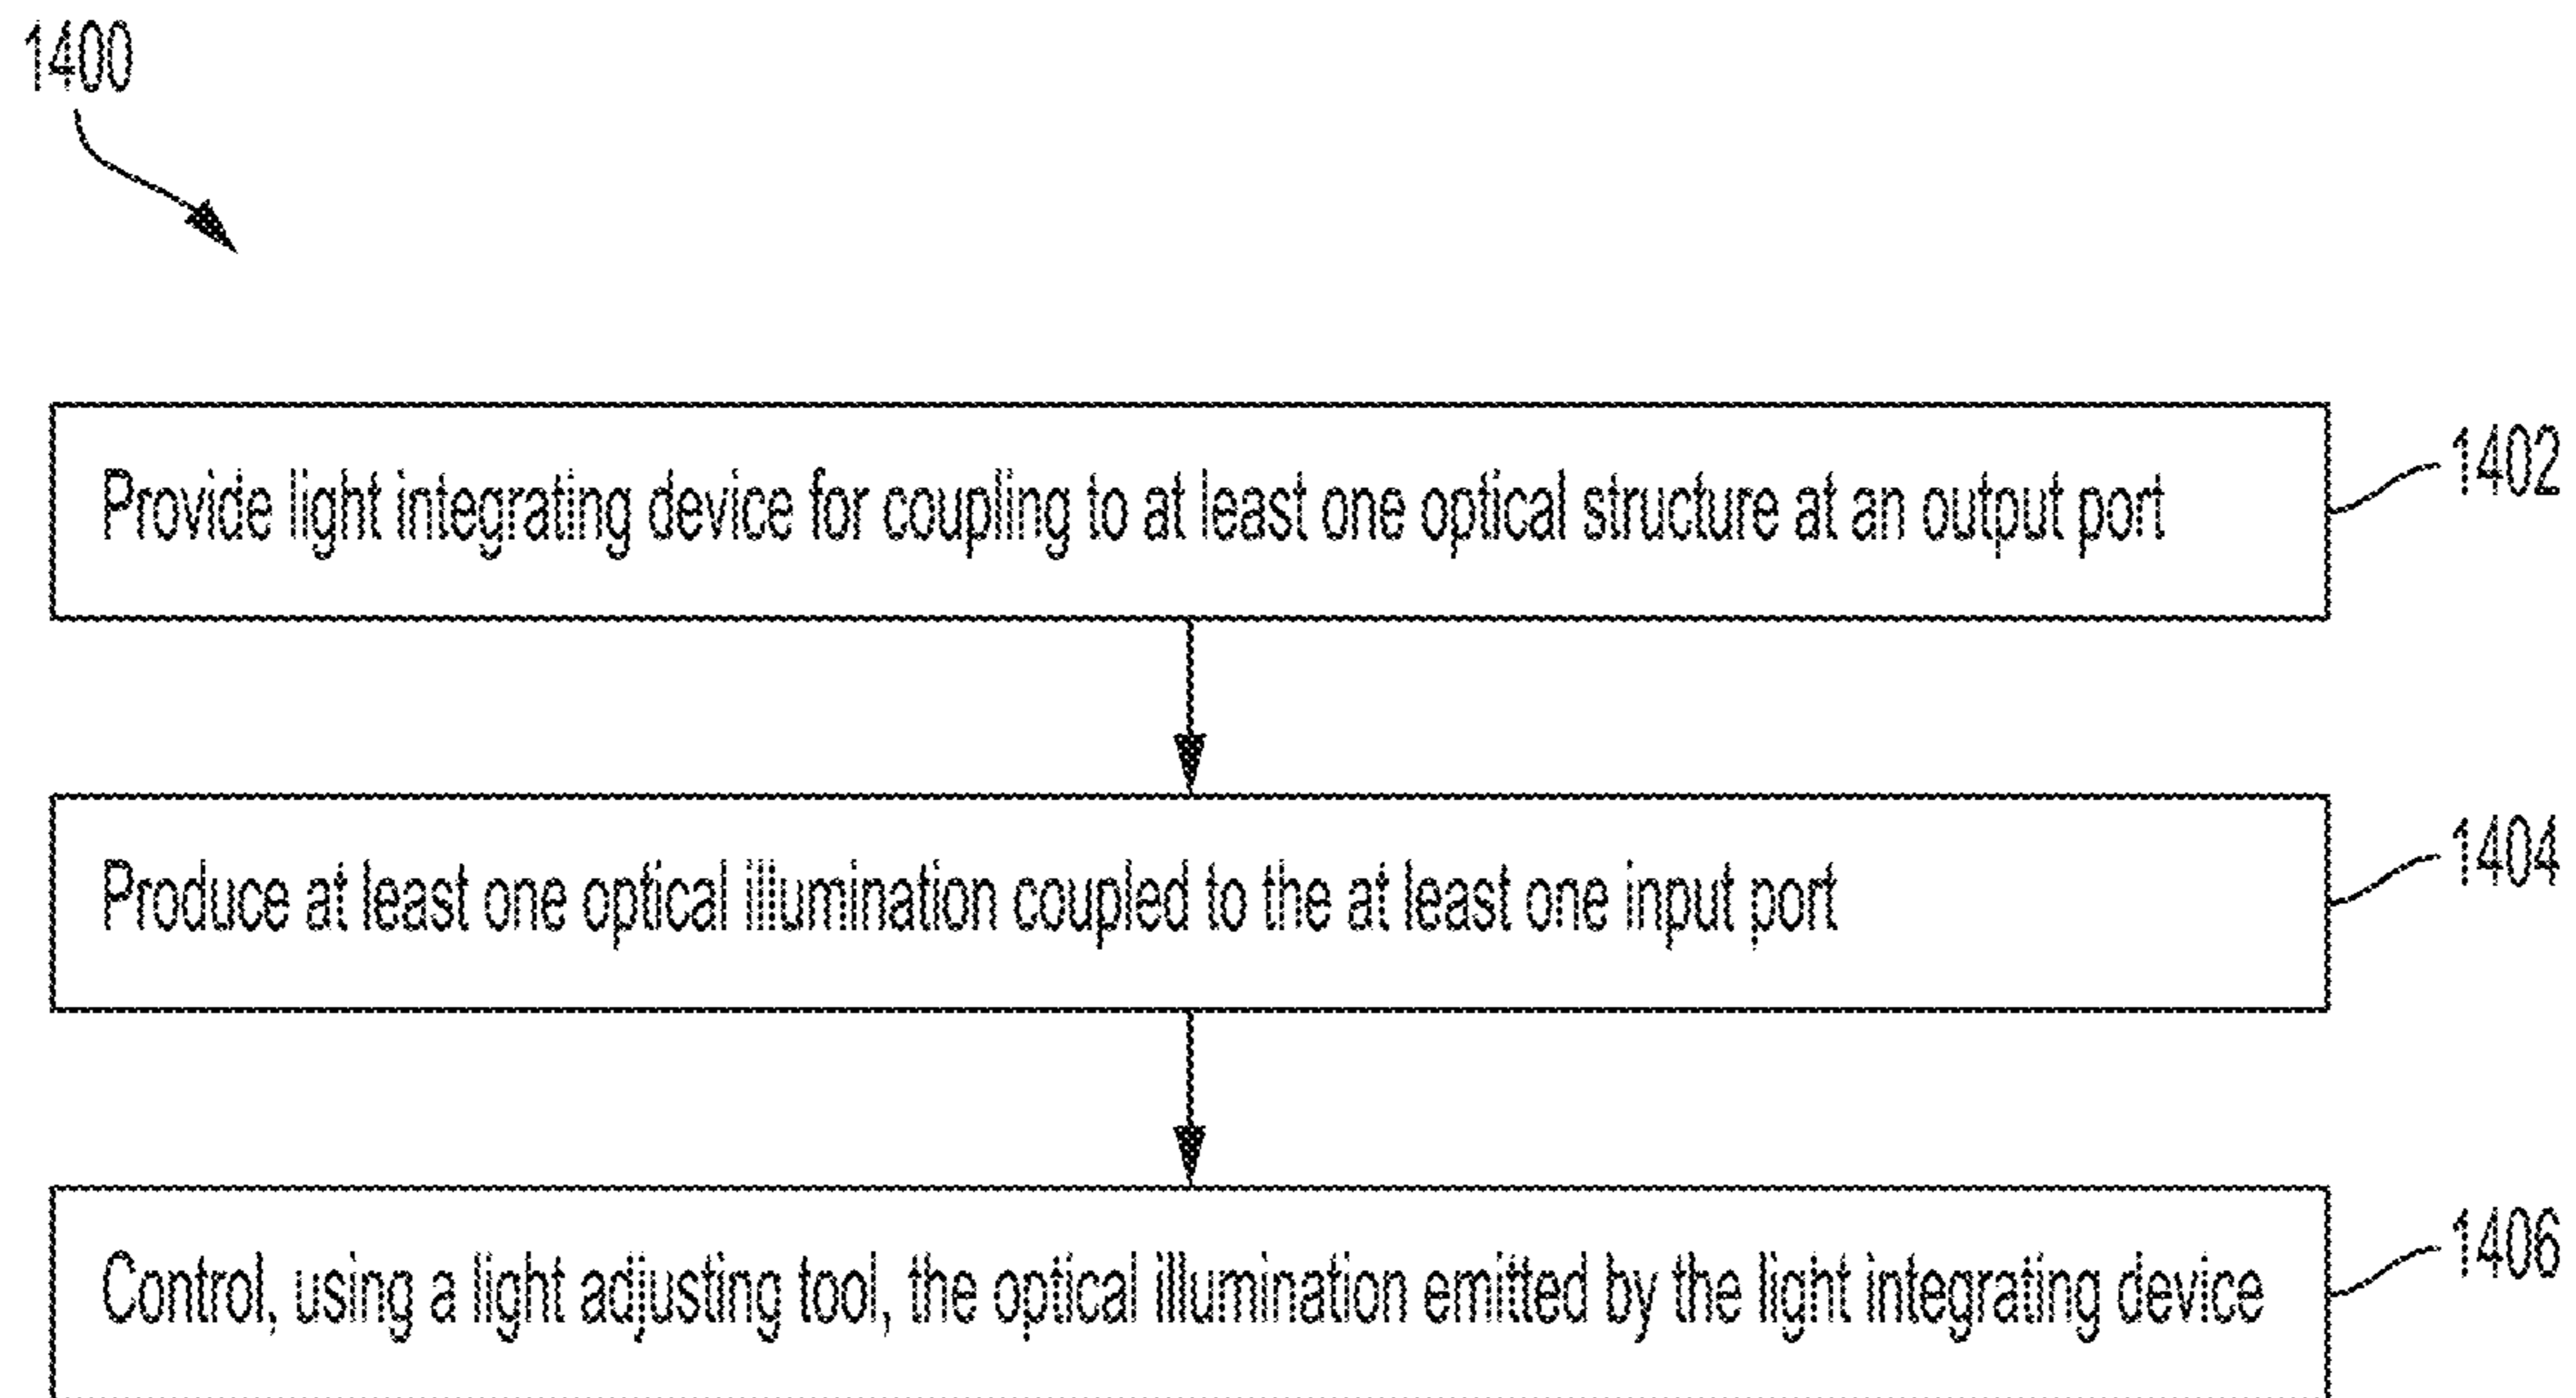 1400
Provide light integrating device for coupling to at least one optical structure at an output port
1402
Produce at least one optical illumination coupled to the at least one input port
1404
Control, using a light adjusting tool, the optical illumination emitted by the light integrating device
1406